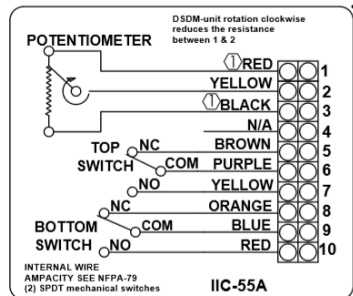 DSDM-unit rotation clockwise
reduces the resistance
between 1 & 2
POTENTIOMETER
1 RED 1
YELLOW 2
1 BLACK 3
N/A 4
NC BROWN 5
TOP SWITCH
COM PURPLE 6
NO YELLOW 7
NC ORANGE 8
BOTTOM SWITCH
COM BLUE 9
NO RED 10
INTERNAL WIRE
AMPACITY SEE NFPA-79
(2) SPDT mechanical switches
IIC-55A